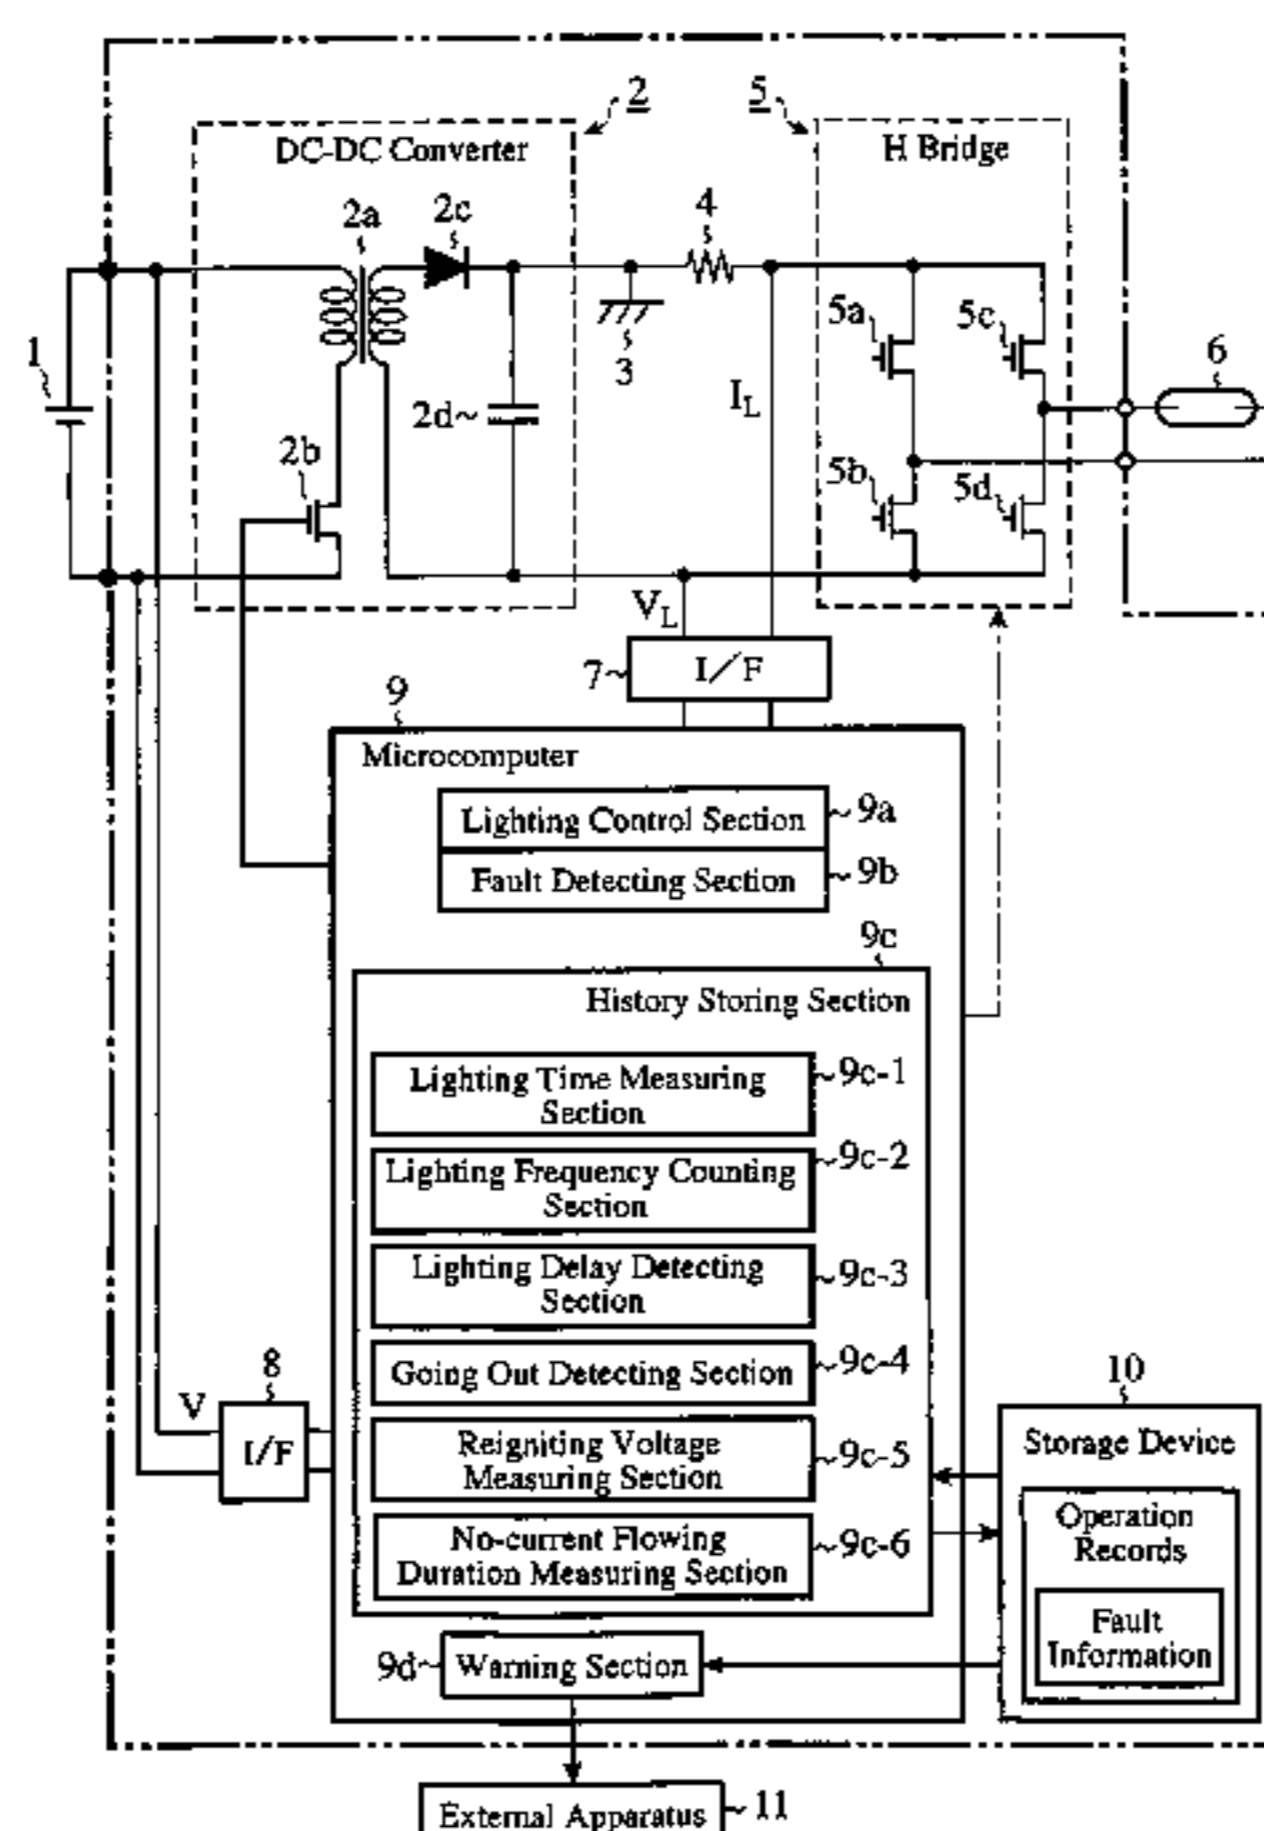 2
5
DC-DC Converter
H Bridge
2a
2c
4
5a
5c
1
3
6
2d
I_L
2b
5b
5d
V_L
7
I/F
9
Microcomputer
Lighting Control Section
9a
Fault Detecting Section
9b
9c
History Storing Section
Lighting Time Measuring
Section
9c-1
Lighting Frequency Counting
Section
9c-2
Lighting Delay Detecting
Section
9c-3
Going Out Detecting Section
9c-4
8
V
I/F
10
Storage Device
Reigniting Voltage
Measuring Section
9c-5
Operation
Records
No-current Flowing
Duration Measuring Section
9c-6
Fault
Information
9d
Warning Section
External Apparatus
11